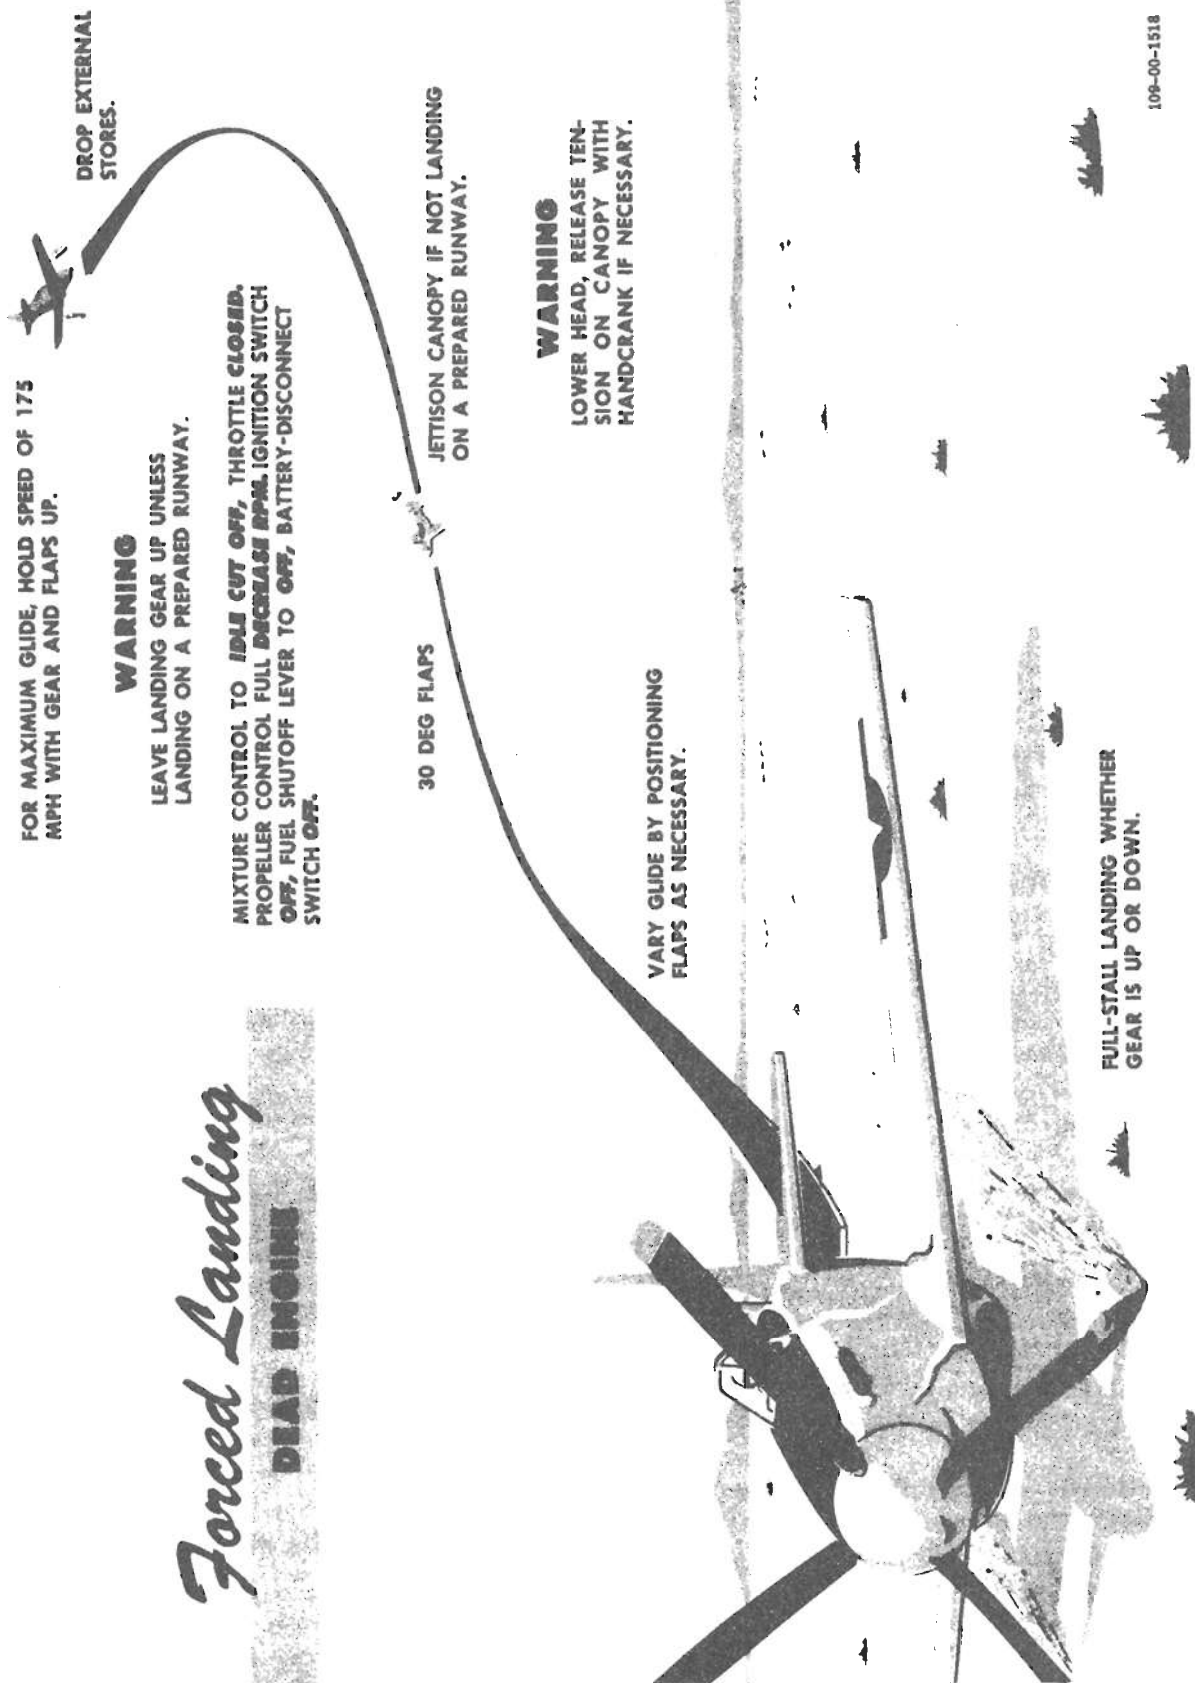 Forced Landing
DEAD ENGINE
FOR MAXIMUM GLIDE, HOLD SPEED OF 175
MPH WITH GEAR AND FLAPS UP.
DROP EXTERNAL
STORES.
WARNING
LEAVE LANDING GEAR UP UNLESS
LANDING ON A PREPARED RUNWAY.
MIXTURE CONTROL TO IDLE CUT OFF, THROTTLE CLOSED.
PROPELLER CONTROL FULL DECREASE RPM. IGNITION SWITCH
OFF, FUEL SHUTOFF LEVER TO OFF, BATTERY-DISCONNECT
SWITCH OFF.
30 DEG FLAPS
JETTISON CANOPY IF NOT LANDING
ON A PREPARED RUNWAY.
WARNING
LOWER HEAD, RELEASE TEN-
SION ON CANOPY WITH
HANDCRANK IF NECESSARY.
VARY GLIDE BY POSITIONING
FLAPS AS NECESSARY.
FULL-STALL LANDING WHETHER
GEAR IS UP OR DOWN.
109-00-1518